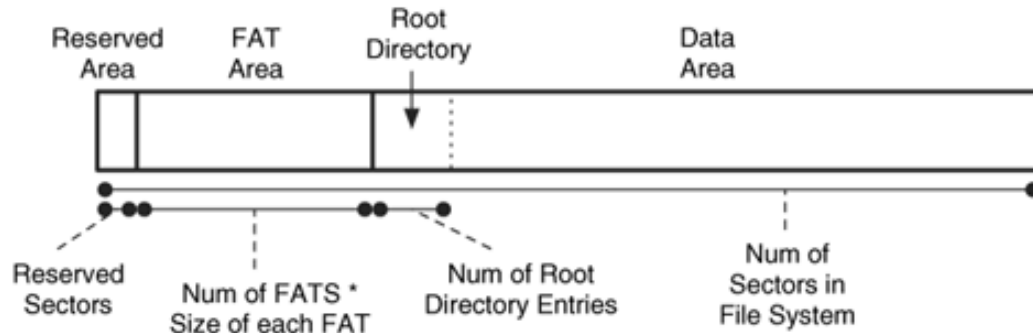 Reserved
Area
FAT
Area
Root
Directory
Data
Area
Reserved
Sectors
Num of FATS *
Size of each FAT
Num of Root
Directory Entries
Num of
Sectors in
File System